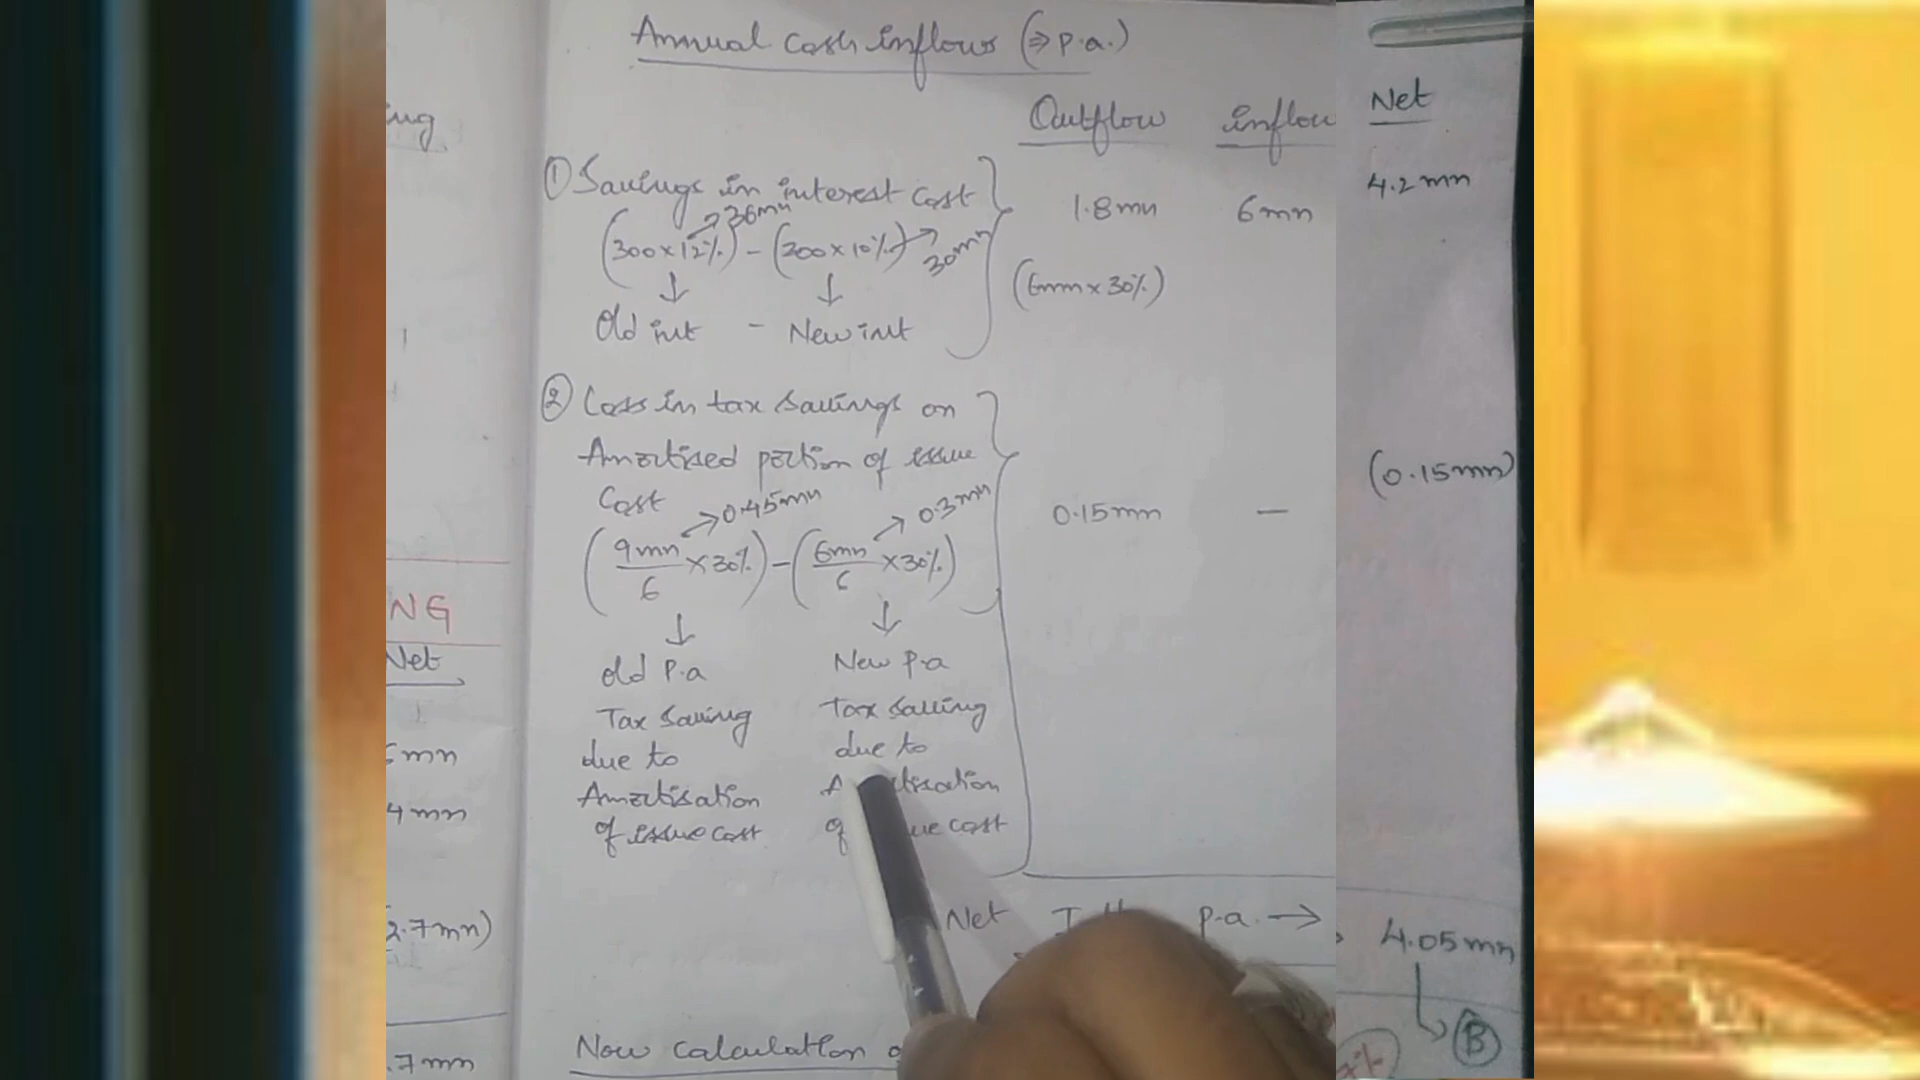 Annual Cash inflows (⇒ p.a.)
Outflow inflow Net
① Savings in interest cost 1.8mn 6mn 4.2mn
→ 36mn
(300 x 12%) - (300 x 10%) → 30mn (6mn x 30%)
↓ ↓
Old int - New int
② Loss in tax savings on
Amortised portion of issue (0.15mn)
Cost → 0.45mn → 0.3mn 0.15mn —
(9mn/6 x 30%) - (6mn/6 x 30%)
↓ ↓
Old P.a New P.a
Tax saving Tax saving
due to due to
Amortisation
of issue cost
Net p.a. → 4.05mn
B
Now calculation
NG
Net
4mn
2.7mn)
.7mn